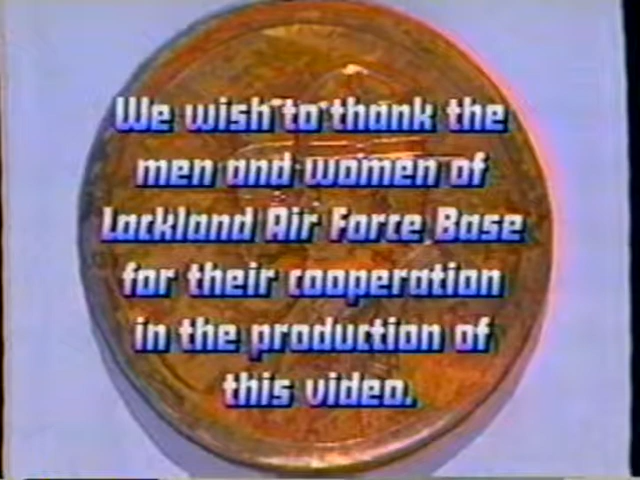 We wish to thank the
men and women of
Lackland Air Force Base
for their cooperation
in the production of
this video.